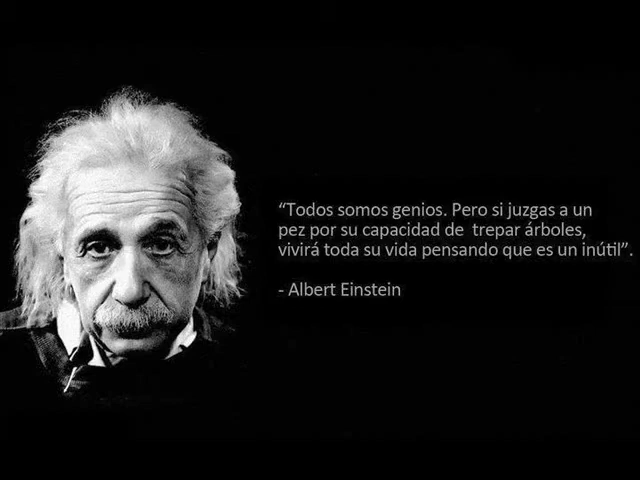 “Todos somos genios. Pero si juzgas a un
pez por su capacidad de trepar árboles,
vivirá toda su vida pensando que es un inútil”.
- Albert Einstein